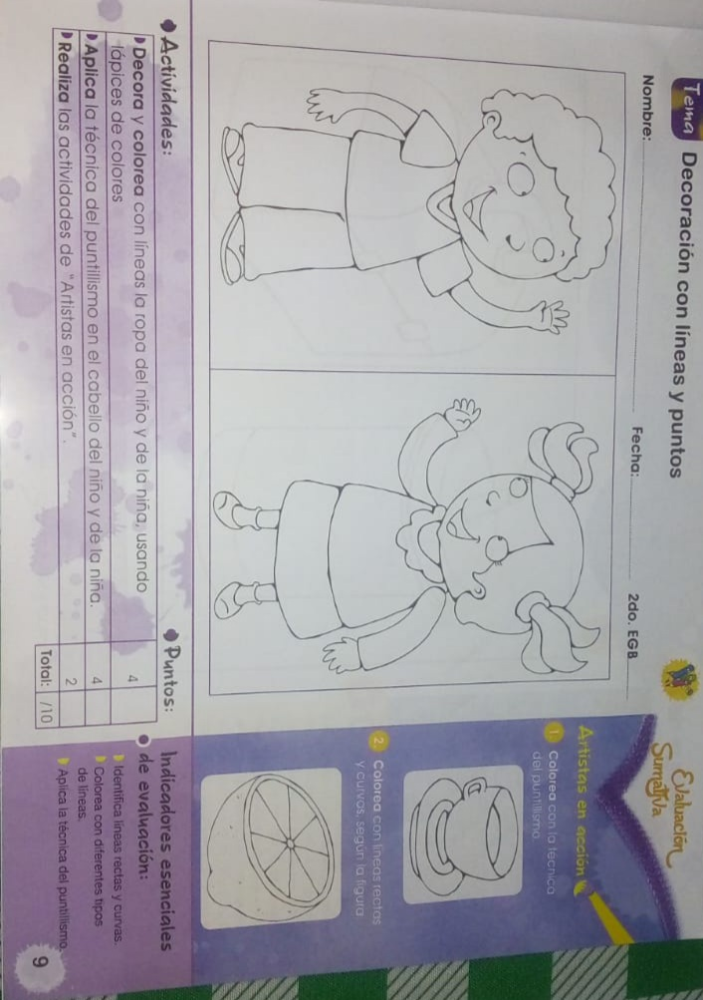 Evaluación
Sumativa
Tema Decoración con líneas y puntos
Nombre: Fecha: 2do. EGB
Artistas en acción
1. Colorea con la tecnica
del puntillismo
2. Colorea con líneas rectas
y curvas, según la figura
Actividades: Puntos:
Decora y colorea con líneas la ropa del niño y de la niña, usando
lápices de colores 4
Aplica la técnica del puntillismo en el cabello del niño y de la niña. 4
Realiza las actividades de "Artistas en acción". 2
Total: /10
Indicadores esenciales
de evaluación:
Identifica líneas rectas y curvas.
Colorea con diferentes tipos
de líneas.
Aplica la técnica del puntillismo.
9